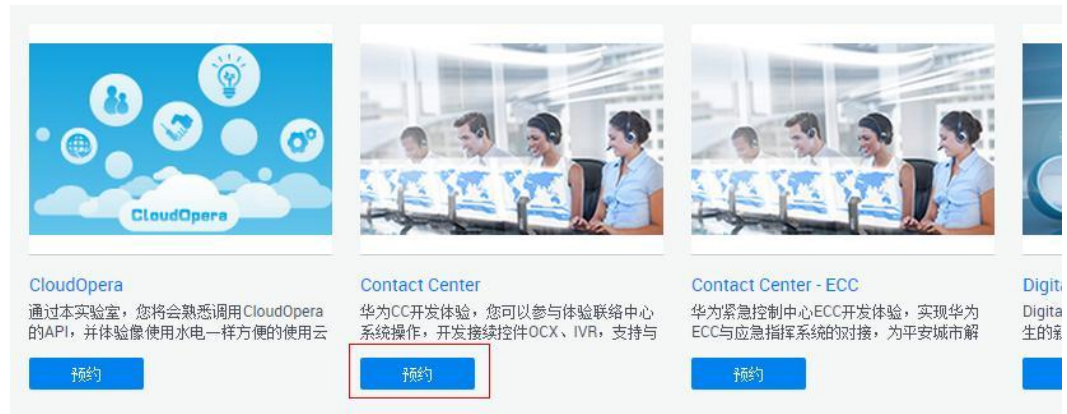 CloudOpera
CloudOpera
通过本实验室，您将会熟悉调用CloudOpera
的API，并体验像使用水电一样方便的使用云
预约
Contact Center
华为CC开发体验，您可以参与体验联络中心
系统操作，开发接续控件OCX、IVR，支持与
预约
Contact Center - ECC
华为紧急控制中心ECC开发体验，实现华为
ECC与应急指挥系统的对接，为平安城市解
预约
Digit
Digita
生的新